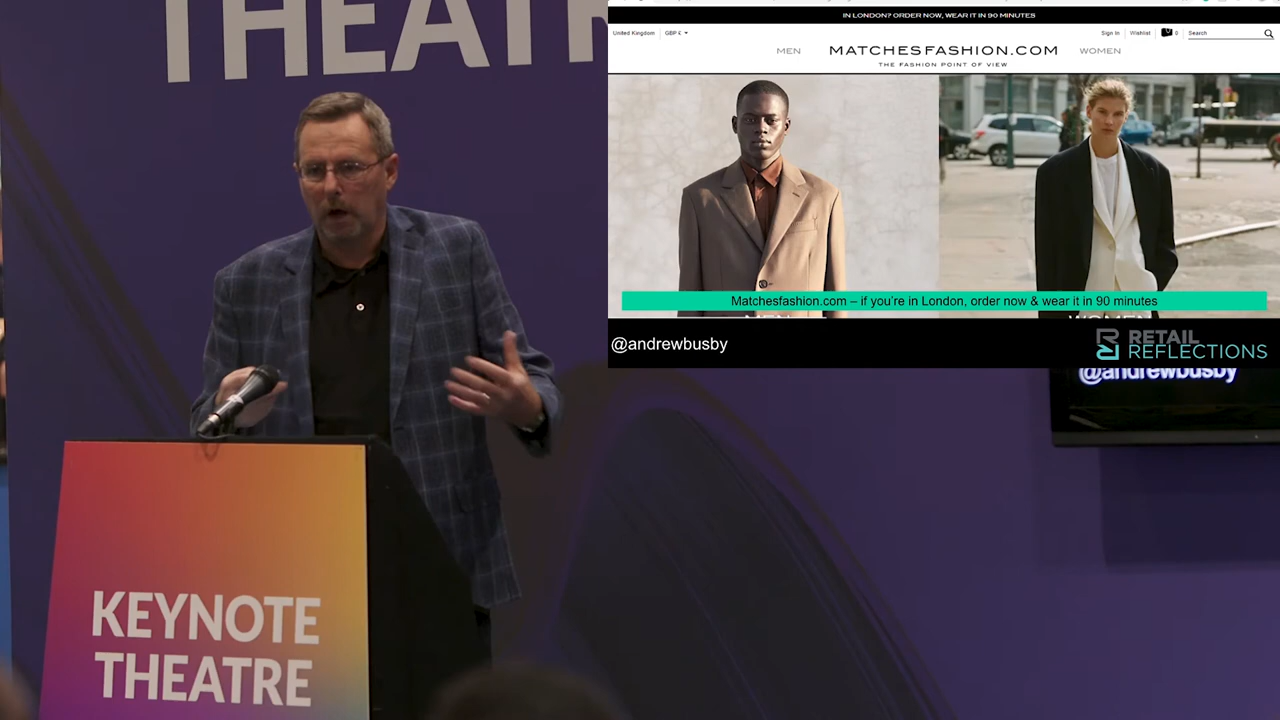 THEATR
IN LONDON? ORDER NOW, WEAR IT IN 90 MINUTES
United Kingdom GBP £ Sign In Wishlist 0 Search
MEN MATCHESFASHION.COM WOMEN
THE FASHION POINT OF VIEW
Matchesfashion.com – if you're in London, order now & wear it in 90 minutes
MEN WOMEN
@andrewbusby RETAIL
REFLECTIONS
@andrewbusby
KEYNOTE
THEATRE